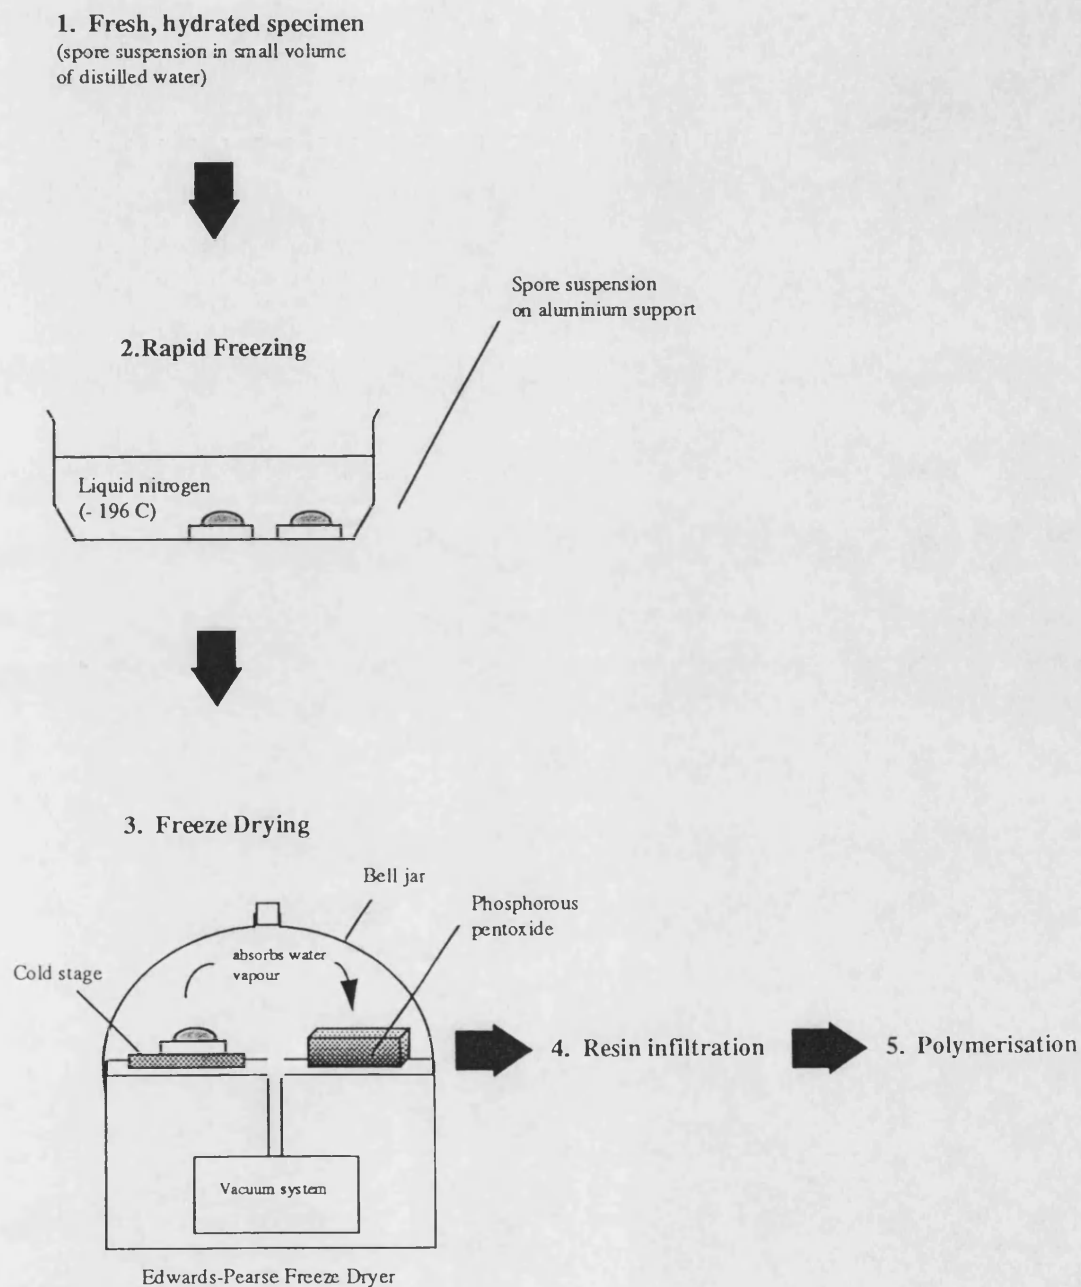 1. Fresh, hydrated specimen
(spore suspension in small volume
of distilled water)
Spore suspension
on aluminium support
2.Rapid Freezing
Liquid nitrogen
(- 196 C)
3. Freeze Drying
Bell jar
Phosphorous
pentoxide
absorbs water
vapour
Cold stage
4. Resin infiltration
5. Polymerisation
Vacuum system
Edwards-Pearse Freeze Dryer